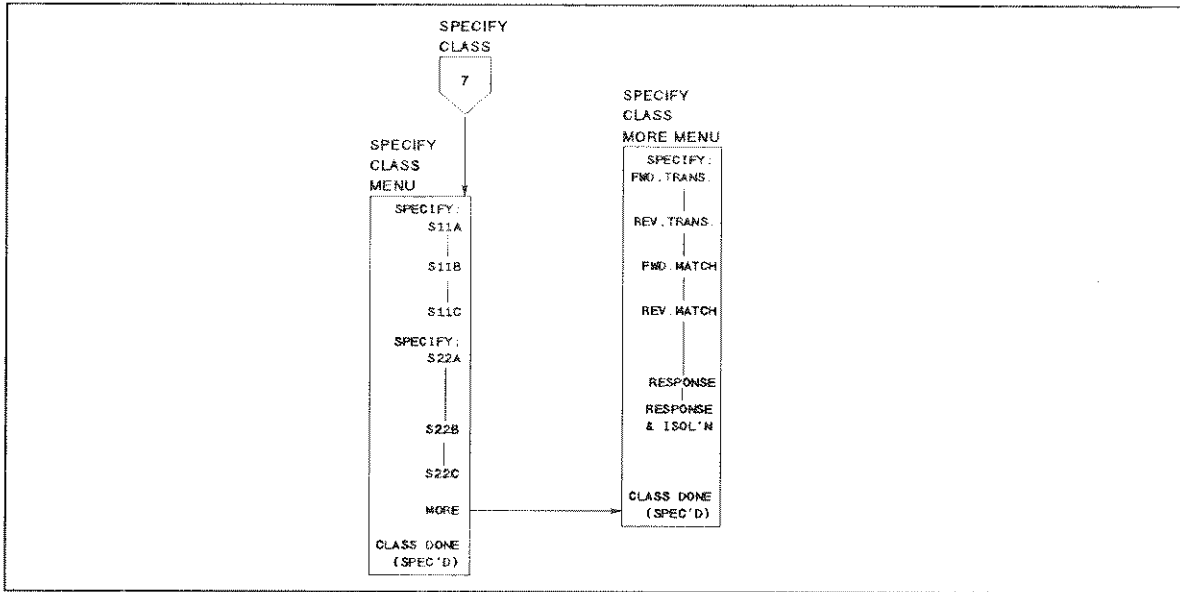 SPECIFY
CLASS
7
SPECIFY
CLASS
MENU
SPECIFY:
S11A
S11B
S11C
SPECIFY:
S22A
S22B
S22C
MORE
CLASS DONE
(SPEC'D)
SPECIFY
CLASS
MORE MENU
SPECIFY:
FWD.TRANS.
REV.TRANS.
FWD.MATCH
REV.MATCH
RESPONSE
RESPONSE
& ISOL'N
CLASS DONE
(SPEC'D)